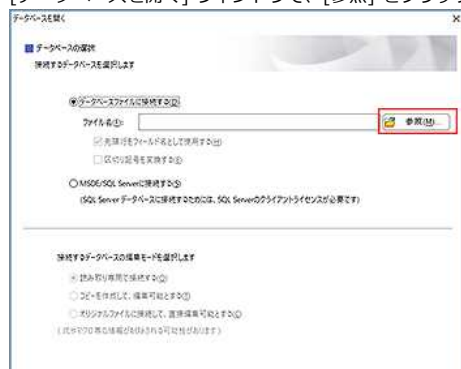 [データベースを開く] ウィンドウで、[参照] をクリック
データベースを開く
データベースの選択
接続するデータベースを選択します
データベースファイルに接続する(D)
ファイル名(E):
参照(M)...
先頭行をフィールド名として使用する(H)
区切り記号を変換する(E)
MSDE/SQL Serverに接続する(S)
(SQL Server データベースに接続するためには、SQL Serverのクライアントライセンスが必要です)
接続するデータベースの編集モードを選択します
読み取り専用で接続する(Q)
コピーを作成して、編集可能とする(T)
オリジナルファイルに接続して、直接編集可能とする(G)